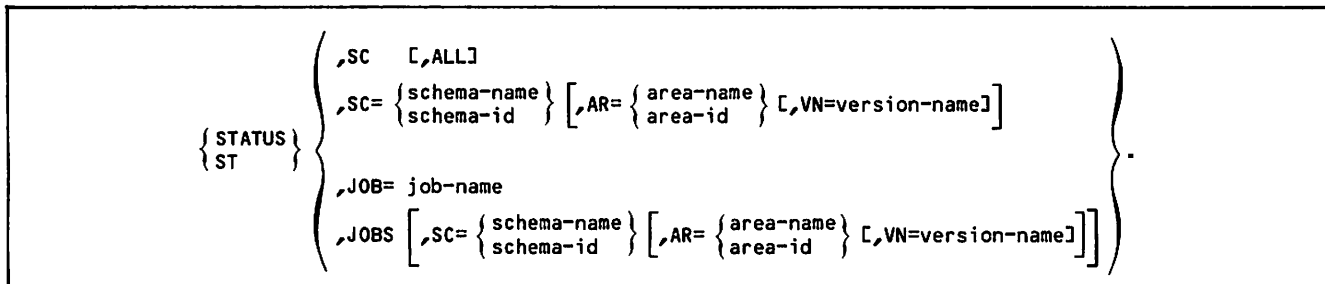 ,SC [,ALL]
,SC= {schema-name [,AR= {area-name
schema-id} area-id} [,VN=version-name]]
{STATUS
ST}
,JOB= job-name
,JOBS [,SC= {schema-name [,AR= {area-name
schema-id} area-id} [,VN=version-name]]] .